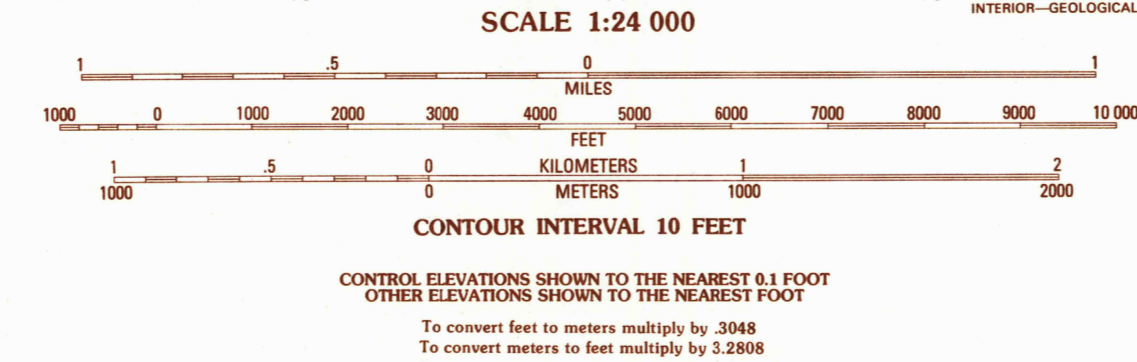 INTERIOR—GEOLOGICAL
SCALE 1:24 000
1 .5 0 1
MILES
1000 0 1000 2000 3000 4000 5000 6000 7000 8000 9000 10 000
FEET
1 .5 0 KILOMETERS 1 2
1000 0 METERS 1000 2000
CONTOUR INTERVAL 10 FEET
CONTROL ELEVATIONS SHOWN TO THE NEAREST 0.1 FOOT
OTHER ELEVATIONS SHOWN TO THE NEAREST FOOT
To convert feet to meters multiply by .3048
To convert meters to feet multiply by 3.2808